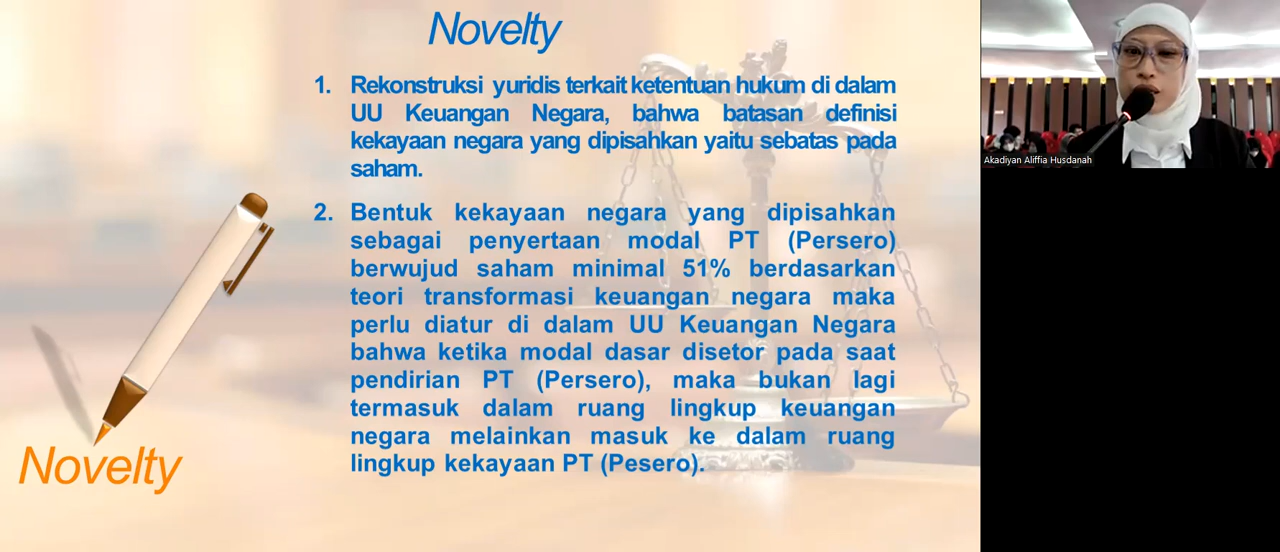 Novelty
1. Rekonstruksi yuridis terkait ketentuan hukum di dalam
UU Keuangan Negara, bahwa batasan definisi
kekayaan negara yang dipisahkan yaitu sebatas pada
saham.
2. Bentuk kekayaan negara yang dipisahkan
sebagai penyertaan modal PT (Persero)
berwujud saham minimal 51% berdasarkan
teori transformasi keuangan negara maka
perlu diatur di dalam UU Keuangan Negara
bahwa ketika modal dasar disetor pada saat
pendirian PT (Persero), maka bukan lagi
termasuk dalam ruang lingkup keuangan
negara melainkan masuk ke dalam ruang
lingkup kekayaan PT (Pesero).
Novelty
Akadiyan Aliffia Husdanah